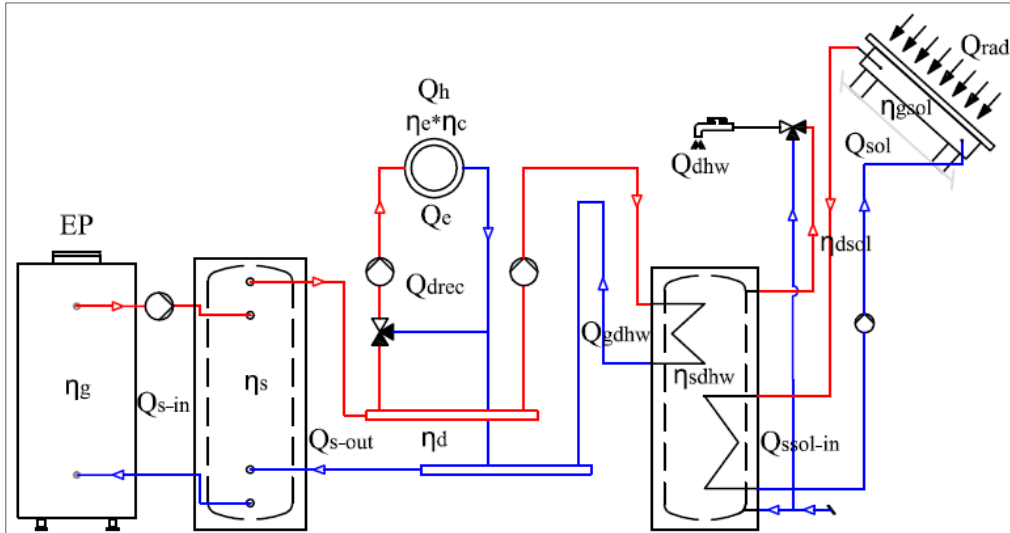 Qrad
ηgsol
Qh
ηe*ηc
Qsol
Qdhw
EP
Qe
ηdsol
Qdrec
Qgdhw
ηg
ηs
ηsdhw
Qs-in
Qs-out
ηd
Qssol-in